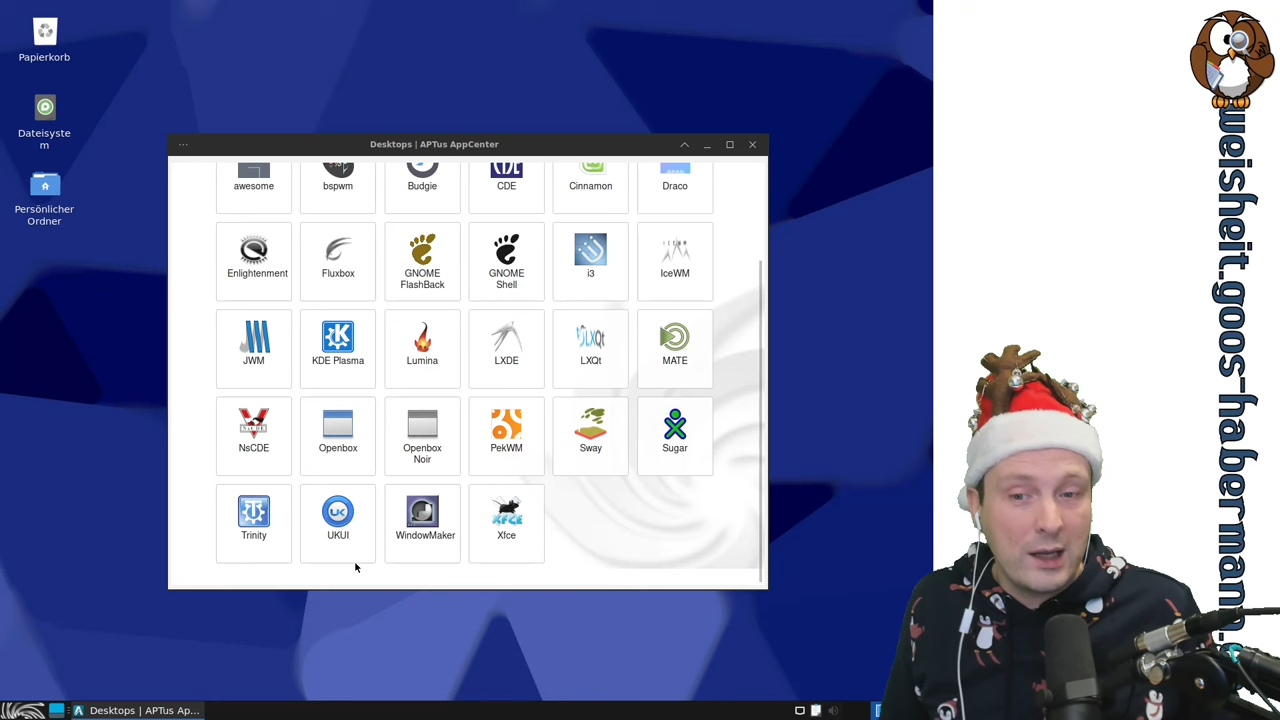 Papierkorb
Dateisyste
m
Persönlicher
Ordner
Desktops | APTus AppCenter
awesome
bspwm
Budgie
CDE
Cinnamon
Draco
Enlightenment
Fluxbox
GNOME
FlashBack
GNOME
Shell
i3
IceWM
JWM
KDE Plasma
Lumina
LXDE
LXQt
MATE
NsCDE
Openbox
Openbox
Noir
PekWM
Sway
Sugar
Trinity
UKUI
WindowMaker
Xfce
Desktops | APTus Ap...
weisheit.goos-habermann.